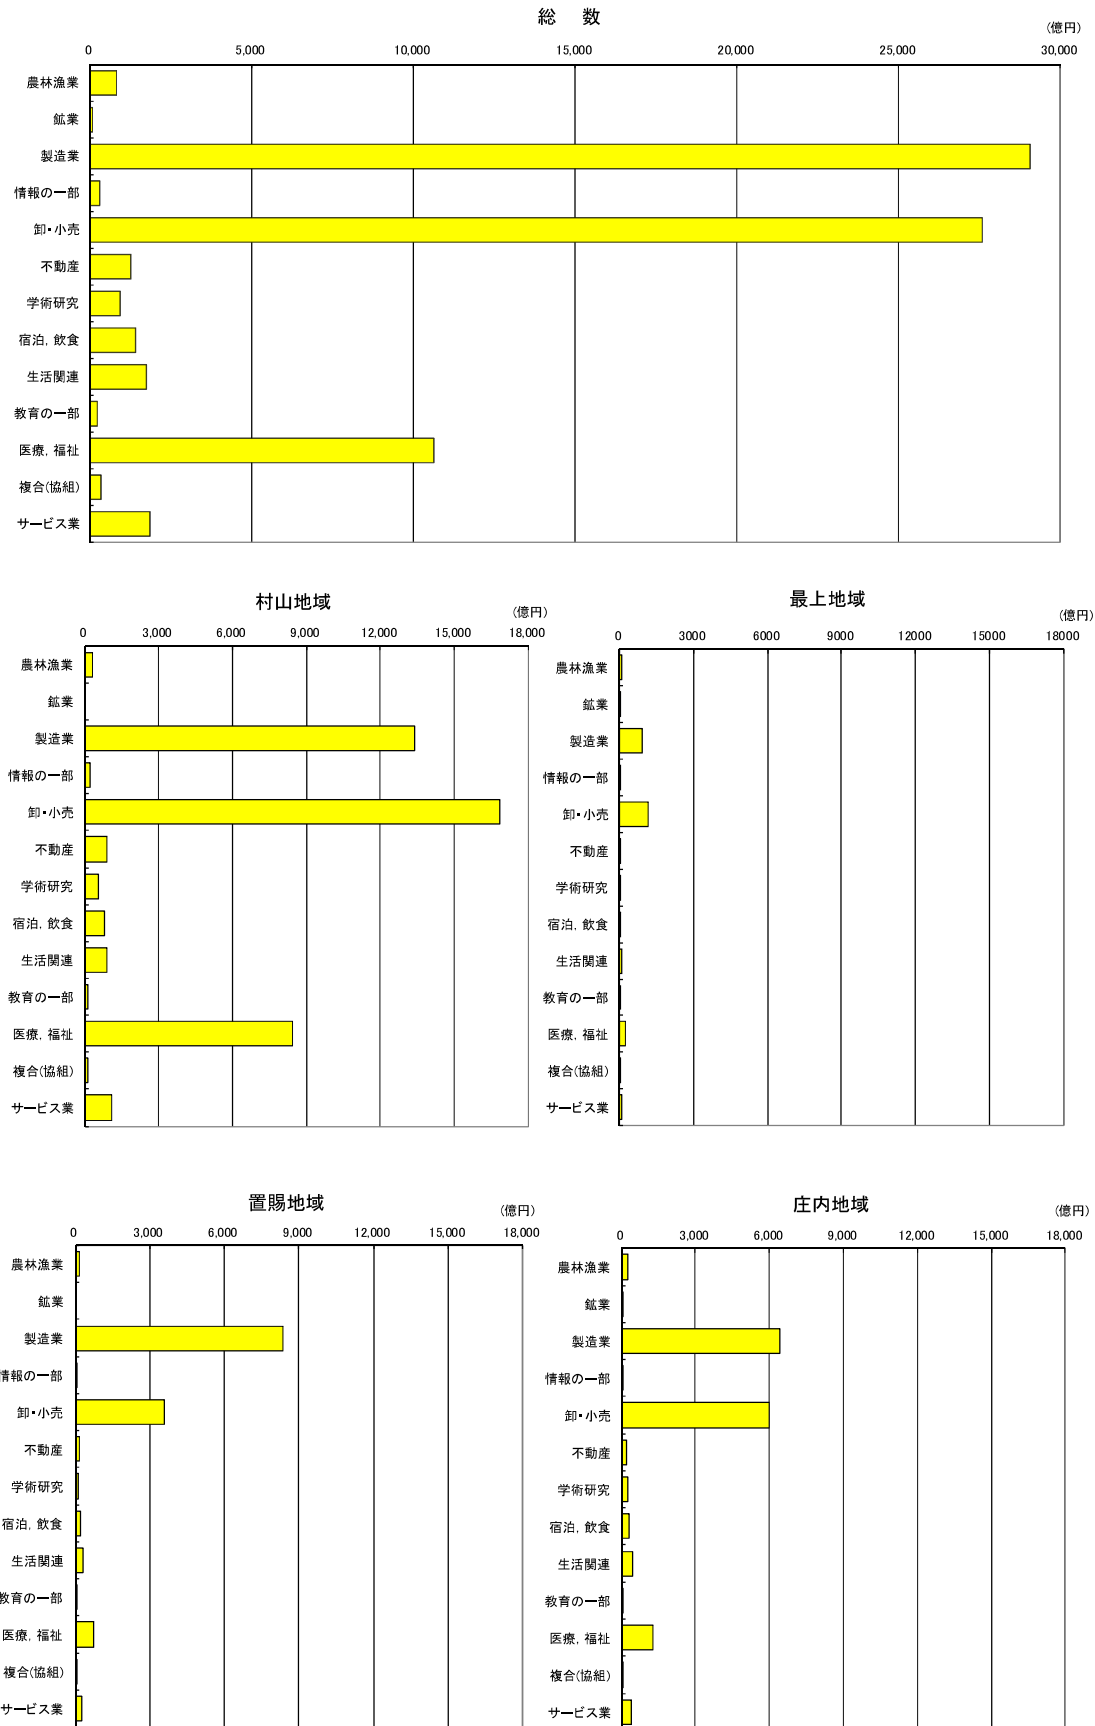 総 数
(億円)
0 5,000 10,000 15,000 20,000 25,000 30,000
農林漁業
鉱業
製造業
情報の一部
卸・小売
不動産
学術研究
宿泊, 飲食
生活関連
教育の一部
医療, 福祉
複合(協組)
サービス業
村山地域
(億円)
0 3,000 6,000 9,000 12,000 15,000 18,000
農林漁業
鉱業
製造業
情報の一部
卸・小売
不動産
学術研究
宿泊, 飲食
生活関連
教育の一部
医療, 福祉
複合(協組)
サービス業
最上地域
(億円)
0 3000 6000 9000 12000 15000 18000
農林漁業
鉱業
製造業
情報の一部
卸・小売
不動産
学術研究
宿泊, 飲食
生活関連
教育の一部
医療, 福祉
複合(協組)
サービス業
置賜地域
(億円)
0 3,000 6,000 9,000 12,000 15,000 18,000
農林漁業
鉱業
製造業
情報の一部
卸・小売
不動産
学術研究
宿泊, 飲食
生活関連
教育の一部
医療, 福祉
複合(協組)
サービス業
庄内地域
(億円)
0 3,000 6,000 9,000 12,000 15,000 18,000
農林漁業
鉱業
製造業
情報の一部
卸・小売
不動産
学術研究
宿泊, 飲食
生活関連
教育の一部
医療, 福祉
複合(協組)
サービス業